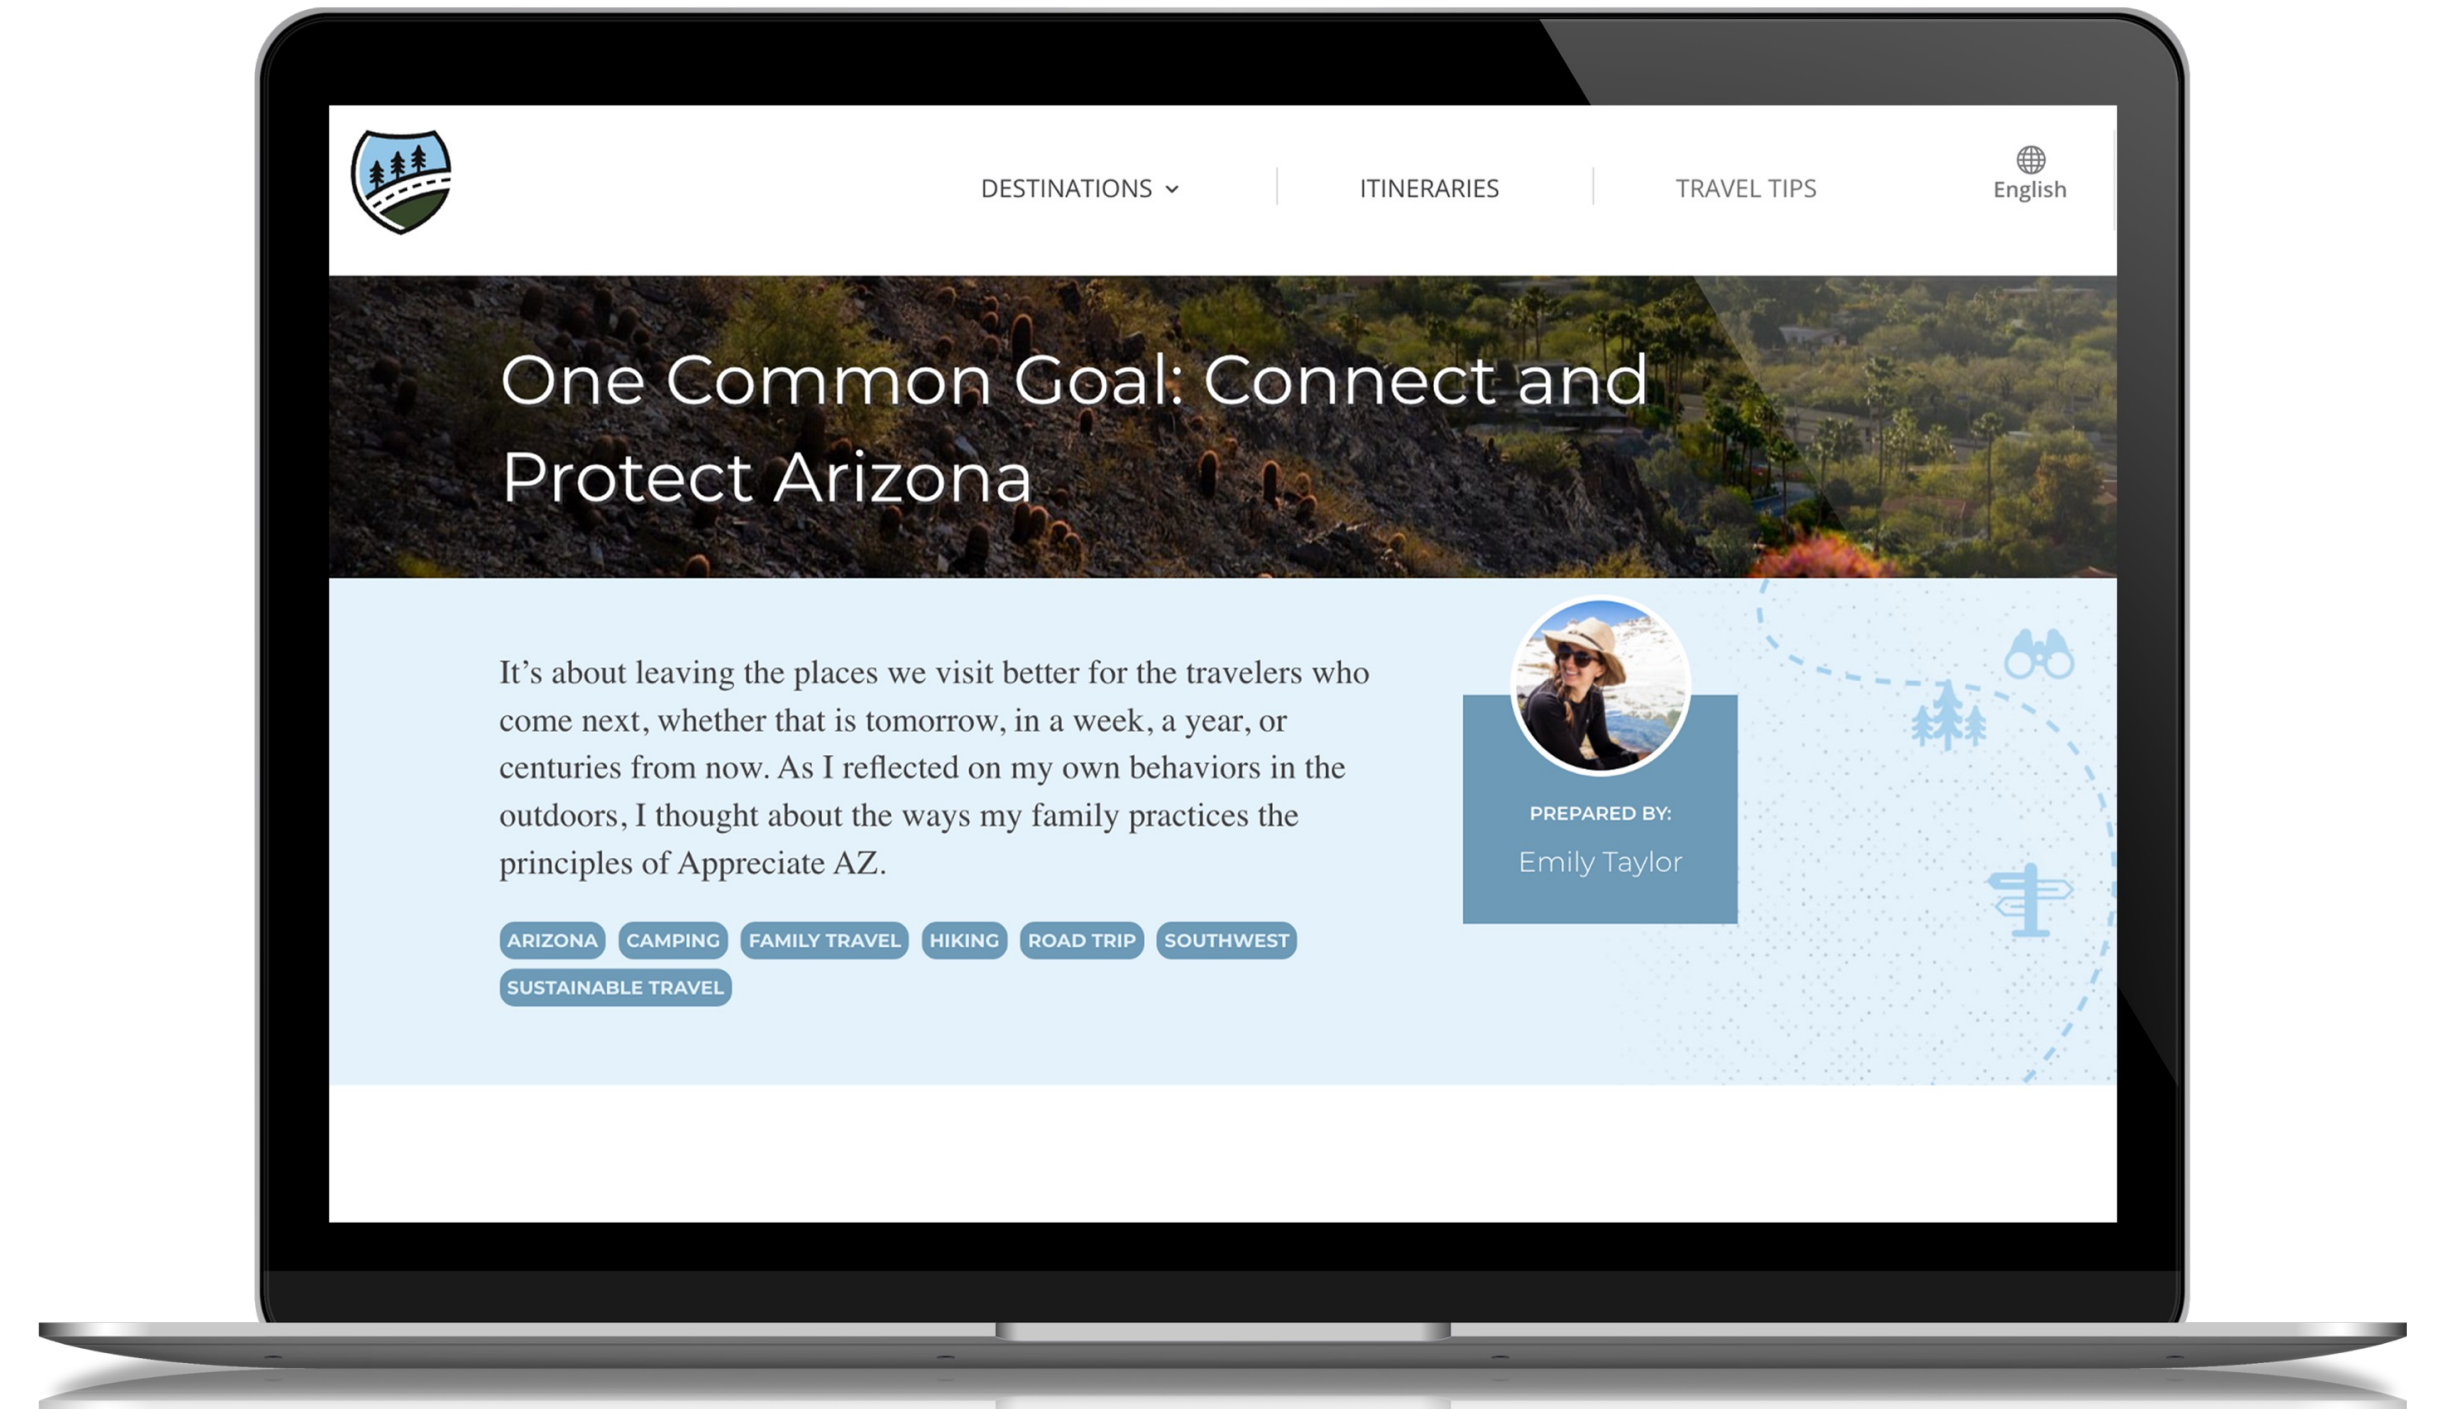 DESTINATIONS
ITINERARIES
TRAVEL TIPS
English
One Common Goal: Connect and
Protect Arizona
It’s about leaving the places we visit better for the travelers who
come next, whether that is tomorrow, in a week, a year, or
centuries from now. As I reflected on my own behaviors in the
outdoors, I thought about the ways my family practices the
principles of Appreciate AZ.
PREPARED BY:
Emily Taylor
ARIZONA CAMPING FAMILY TRAVEL HIKING ROAD TRIP SOUTHWEST
SUSTAINABLE TRAVEL